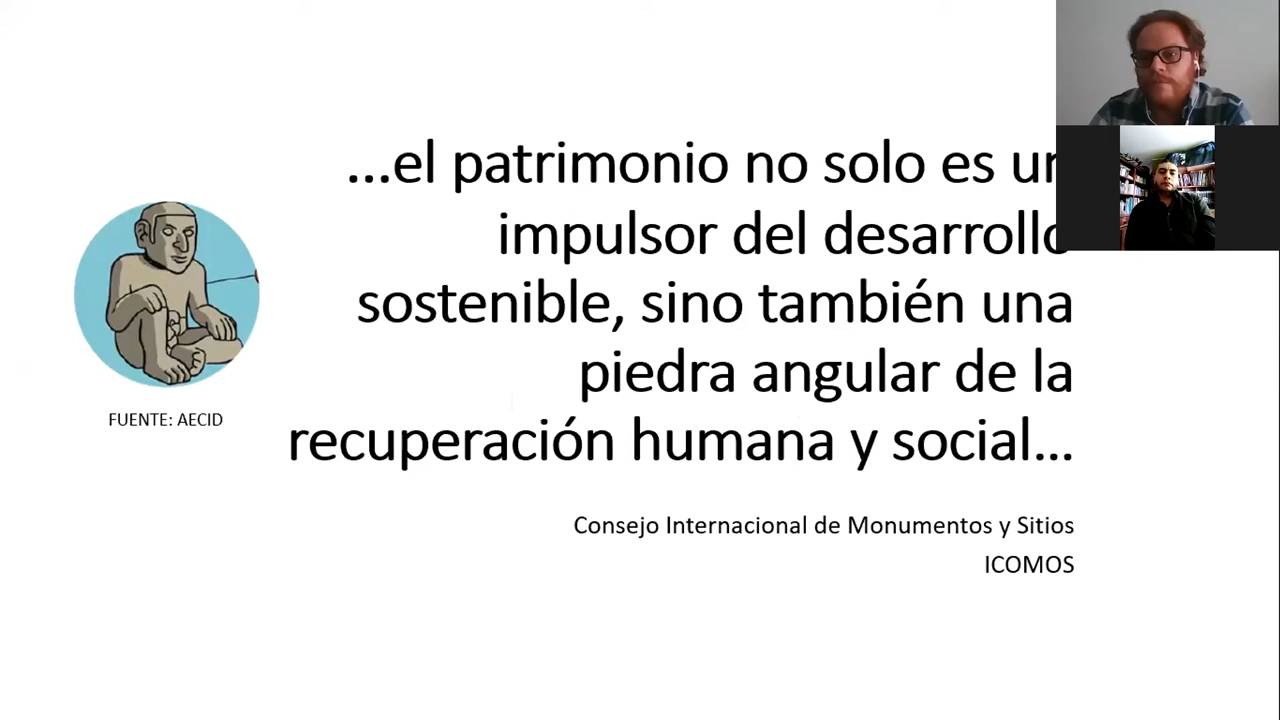 ...el patrimonio no solo es un
impulsor del desarrollo
sostenible, sino también una
piedra angular de la
recuperación humana y social...
FUENTE: AECID
Consejo Internacional de Monumentos y Sitios
ICOMOS